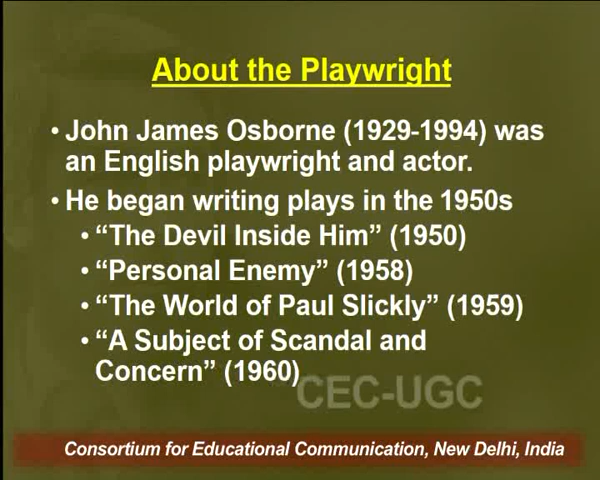 About the Playwright
• John James Osborne (1929-1994) was
an English playwright and actor.
• He began writing plays in the 1950s
• “The Devil Inside Him” (1950)
• “Personal Enemy” (1958)
• “The World of Paul Slickly” (1959)
• “A Subject of Scandal and
Concern” (1960)
CEC-UGC
Consortium for Educational Communication, New Delhi, India